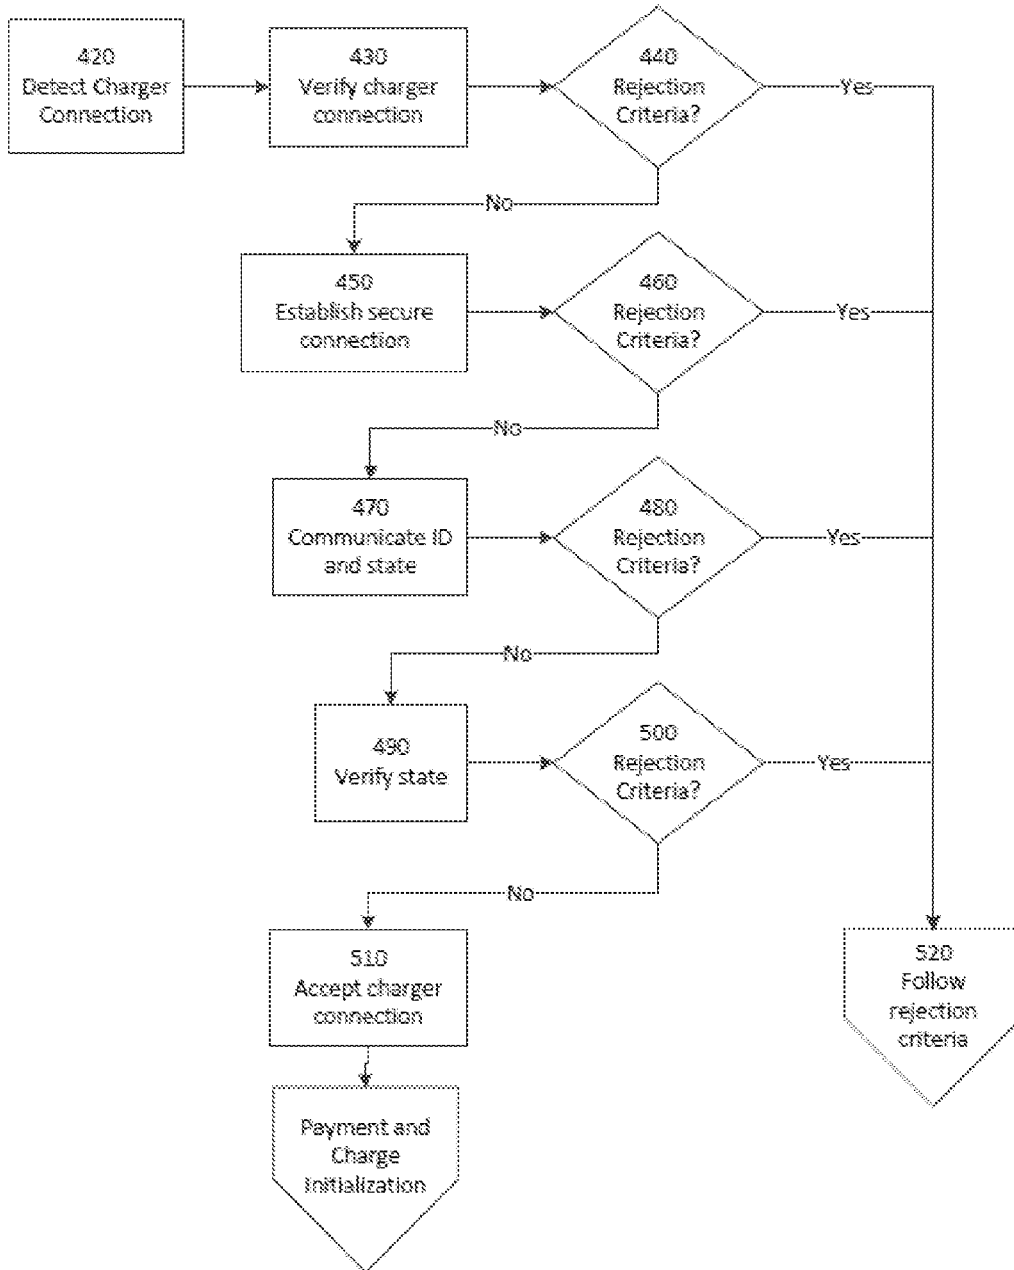 420
Detect Charger
Connection
430
Verify charger
connection
440
Rejection
Criteria?
Yes
No
450
Establish secure
connection
460
Rejection
Criteria?
Yes
No
470
Communicate ID
and state
480
Rejection
Criteria?
Yes
No
490
Verify state
500
Rejection
Criteria?
Yes
No
510
Accept charger
connection
520
Follow
rejection
criteria
Payment and
Charge
Initialization